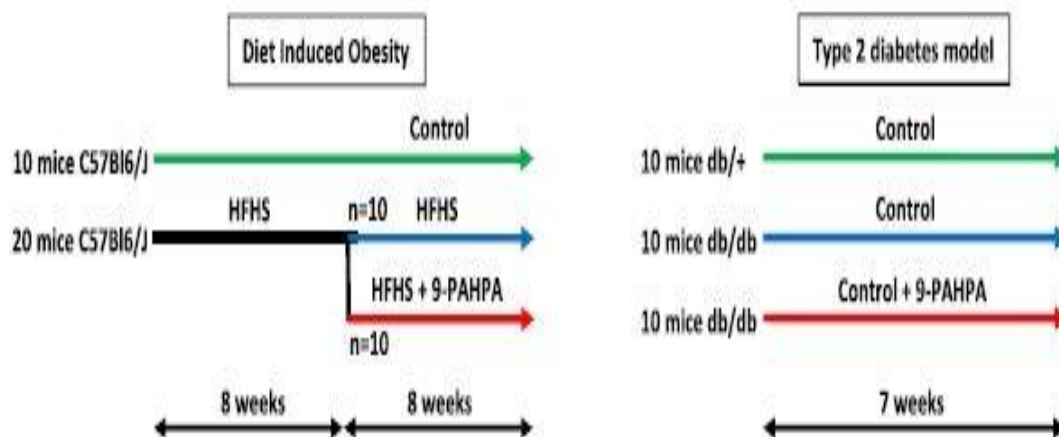 Diet Induced Obesity
Control
10 mice C57Bl6/J
HFHS
n=10
HFHS
20 mice C57Bl6/J
HFHS + 9-PAHPA
n=10
8 weeks
8 weeks
Type 2 diabetes model
Control
10 mice db/+
Control
10 mice db/db
Control + 9-PAHPA
10 mice db/db
7 weeks